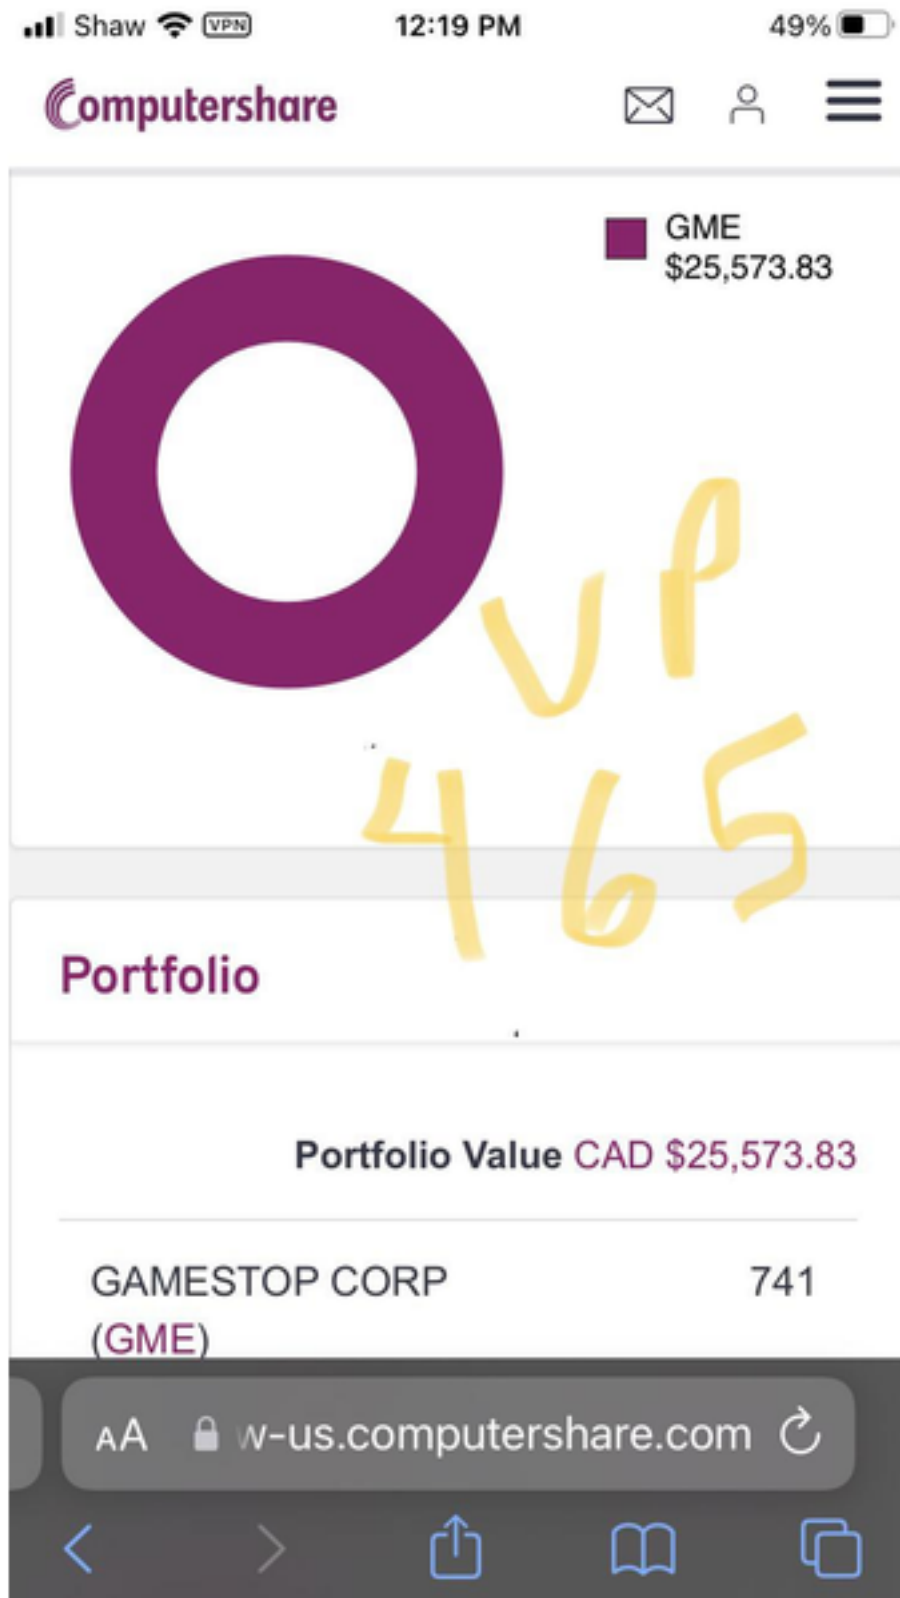 Shaw VPN 12:19 PM 49%
Computershare
GME
$25,573.83
UP
465
Portfolio
Portfolio Value CAD $25,573.83
GAMESTOP CORP 741
(GME)
AA w-us.computershare.com